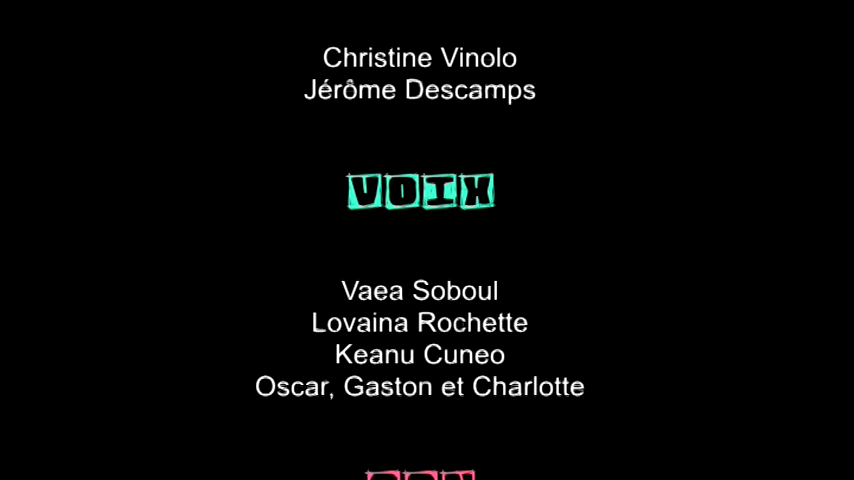 Christine Vinolo
Jérôme Descamps
VOIX
Vaea Soboul
Lovaina Rochette
Keanu Cuneo
Oscar, Gaston et Charlotte